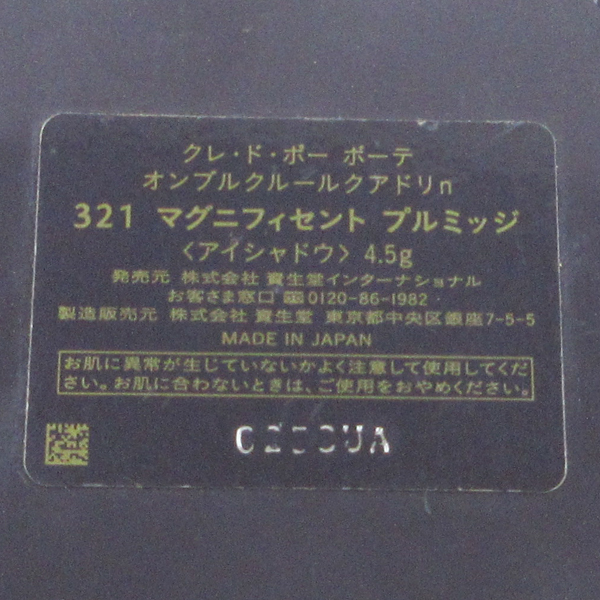 クレ・ド・ポー ボーテ
オンブルクルールクアドリn
321 マグニフィセント プルミッジ
〈アイシャドウ〉4.5g
発売元 株式会社 資生堂インターナショナル
お客さま窓口 0120-86-1982
製造販売元 株式会社 資生堂 東京都中央区銀座7-5-5
MADE IN JAPAN
お肌に異常が生じていないかよく注意して使用してくだ
さい。お肌に合わないときは、ご使用をおやめください。